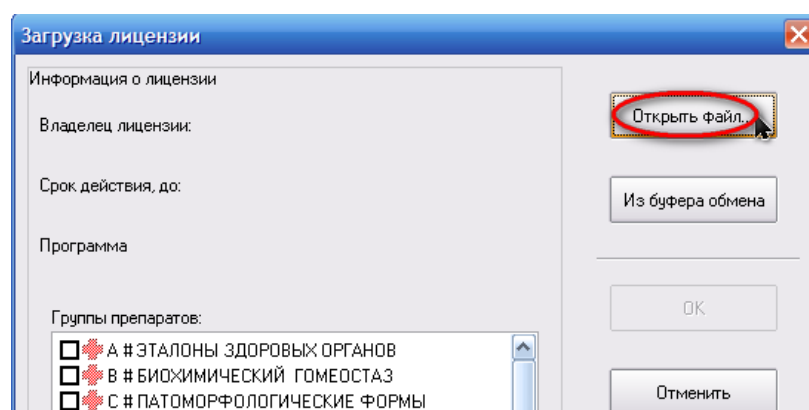 Загрузка лицензии
Информация о лицензии
Владелец лицензии:
Срок действия, до:
Программа
Группы препаратов:
A # ЭТАЛОНЫ ЗДОРОВЫХ ОРГАНОВ
B # БИОХИМИЧЕСКИЙ ГОМЕОСТАЗ
C # ПАТОМОРФОЛОГИЧЕСКИЕ ФОРМЫ
Открыть файл..
Из буфера обмена
OK
Отменить